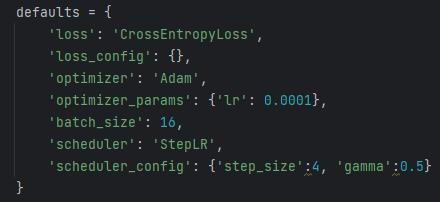 defaults = {
    'loss': 'CrossEntropyLoss',
    'loss_config': {},
    'optimizer': 'Adam',
    'optimizer_params': {'lr': 0.0001},
    'batch_size': 16,
    'scheduler': 'StepLR',
    'scheduler_config': {'step_size':4, 'gamma':0.5}
}